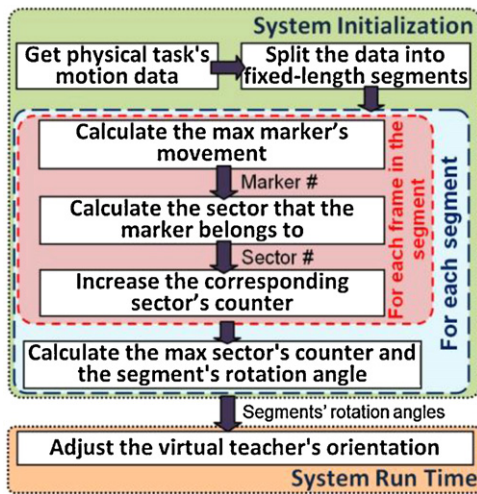 System Initialization
Get physical task's
motion data
Split the data into
fixed-length segments
Calculate the max marker’s
movement
Marker #
Calculate the sector that the
marker belongs to
Sector #
Increase the corresponding
sector’s counter
For each frame in the
segment
For each segment
Calculate the max sector's counter and
the segment's rotation angle
Segments' rotation angles
Adjust the virtual teacher's orientation
System Run Time